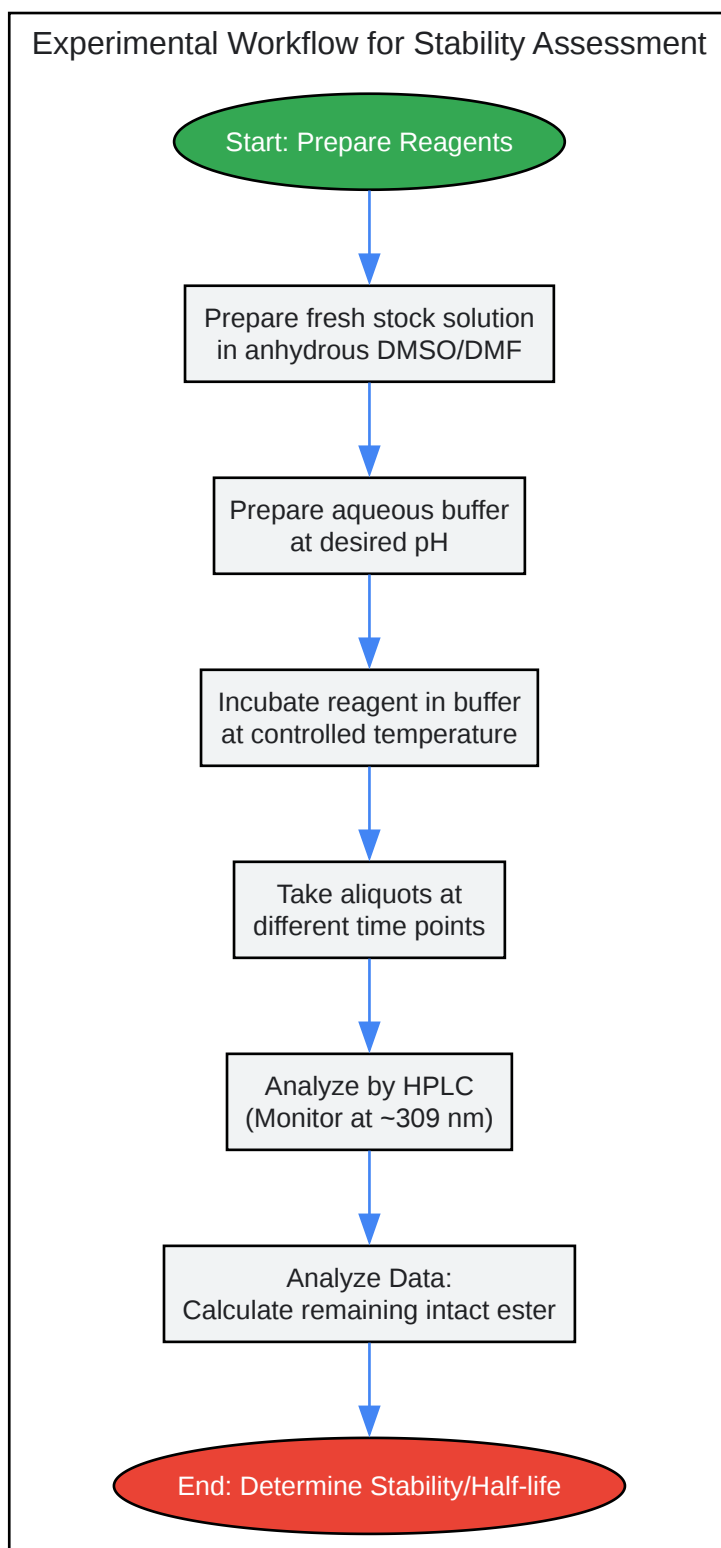 Experimental Workflow for Stability Assessment
Start: Prepare Reagents
Prepare fresh stock solution
in anhydrous DMSO/DMF
Prepare aqueous buffer
at desired pH
Incubate reagent in buffer
at controlled temperature
Take aliquots at
different time points
Analyze by HPLC
(Monitor at ~309 nm)
Analyze Data:
Calculate remaining intact ester
End: Determine Stability/Half-life